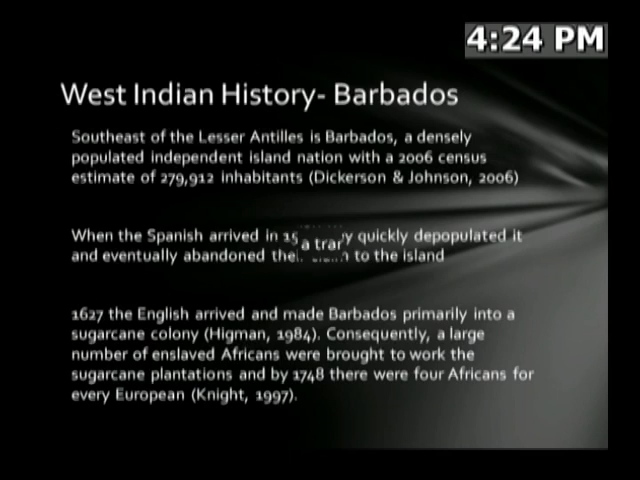 4:24 PM
West Indian History- Barbados
Southeast of the Lesser Antilles is Barbados, a densely
populated independent island nation with a 2006 census
estimate of 279,912 inhabitants (Dickerson & Johnson, 2006)
When the Spanish arrived in 15 a trar y quickly depopulated it
and eventually abandoned to the island
1627 the English arrived and made Barbados primarily into a
sugarcane colony (Higman, 1984). Consequently, a large
number of enslaved Africans were brought to work the
sugarcane plantations and by 1748 there were four Africans for
every European (Knight, 1997).